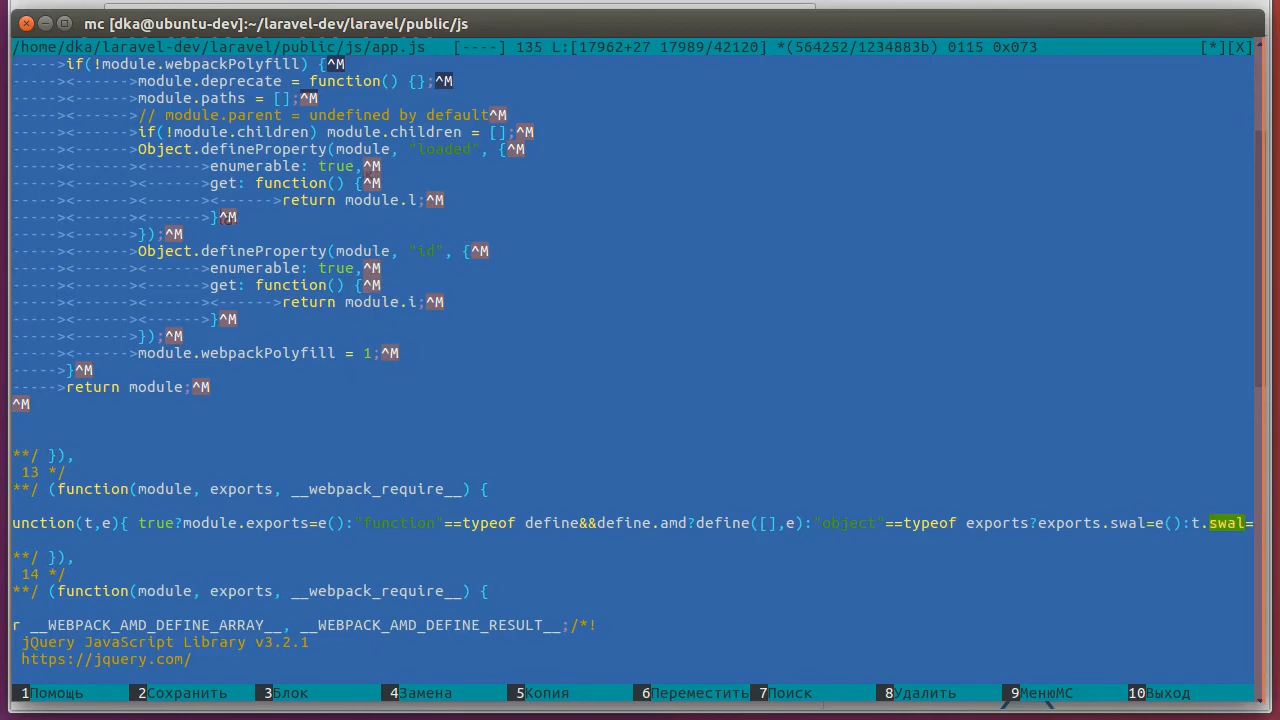 mc [dka@ubuntu-dev]:~/laravel-dev/laravel/public/js
/home/dka/laravel-dev/laravel/public/js/app.js   [----] 135 L:[17962+27 17989/42120] *(564252/1234883b) 0115 0x073                  [*][X]
----->if(!module.webpackPolyfill) {^M
-----><------>module.deprecate = function() {};^M
-----><------>module.paths = [];^M
-----><------>// module.parent = undefined by default^M
-----><------>if(!module.children) module.children = [];^M
-----><------>Object.defineProperty(module, "loaded", {^M
-----><------><------>enumerable: true,^M
-----><------><------>get: function() {^M
-----><------><------><------>return module.l;^M
-----><------><------>}^M
-----><------>});^M
-----><------>Object.defineProperty(module, "id", {^M
-----><------><------>enumerable: true,^M
-----><------><------>get: function() {^M
-----><------><------><------>return module.i;^M
-----><------><------>}^M
-----><------>});^M
-----><------>module.webpackPolyfill = 1;^M
----->}^M
----->return module;^M
^M
**/ }),
13 */
**/ (function(module, exports, __webpack_require__) {
unction(t,e){ true?module.exports=e():"function"==typeof define&&define.amd?define([],e):"object"==typeof exports?exports.swal=e():t.swal=
**/ }),
14 */
**/ (function(module, exports, __webpack_require__) {
r __WEBPACK_AMD_DEFINE_ARRAY__, __WEBPACK_AMD_DEFINE_RESULT__;/*!
jQuery JavaScript Library v3.2.1
https://jquery.com/
1Помощь 2Сохранить 3Блок 4Замена 5Копия 6Переместить 7Поиск 8Удалить 9МенюМС 10Выход